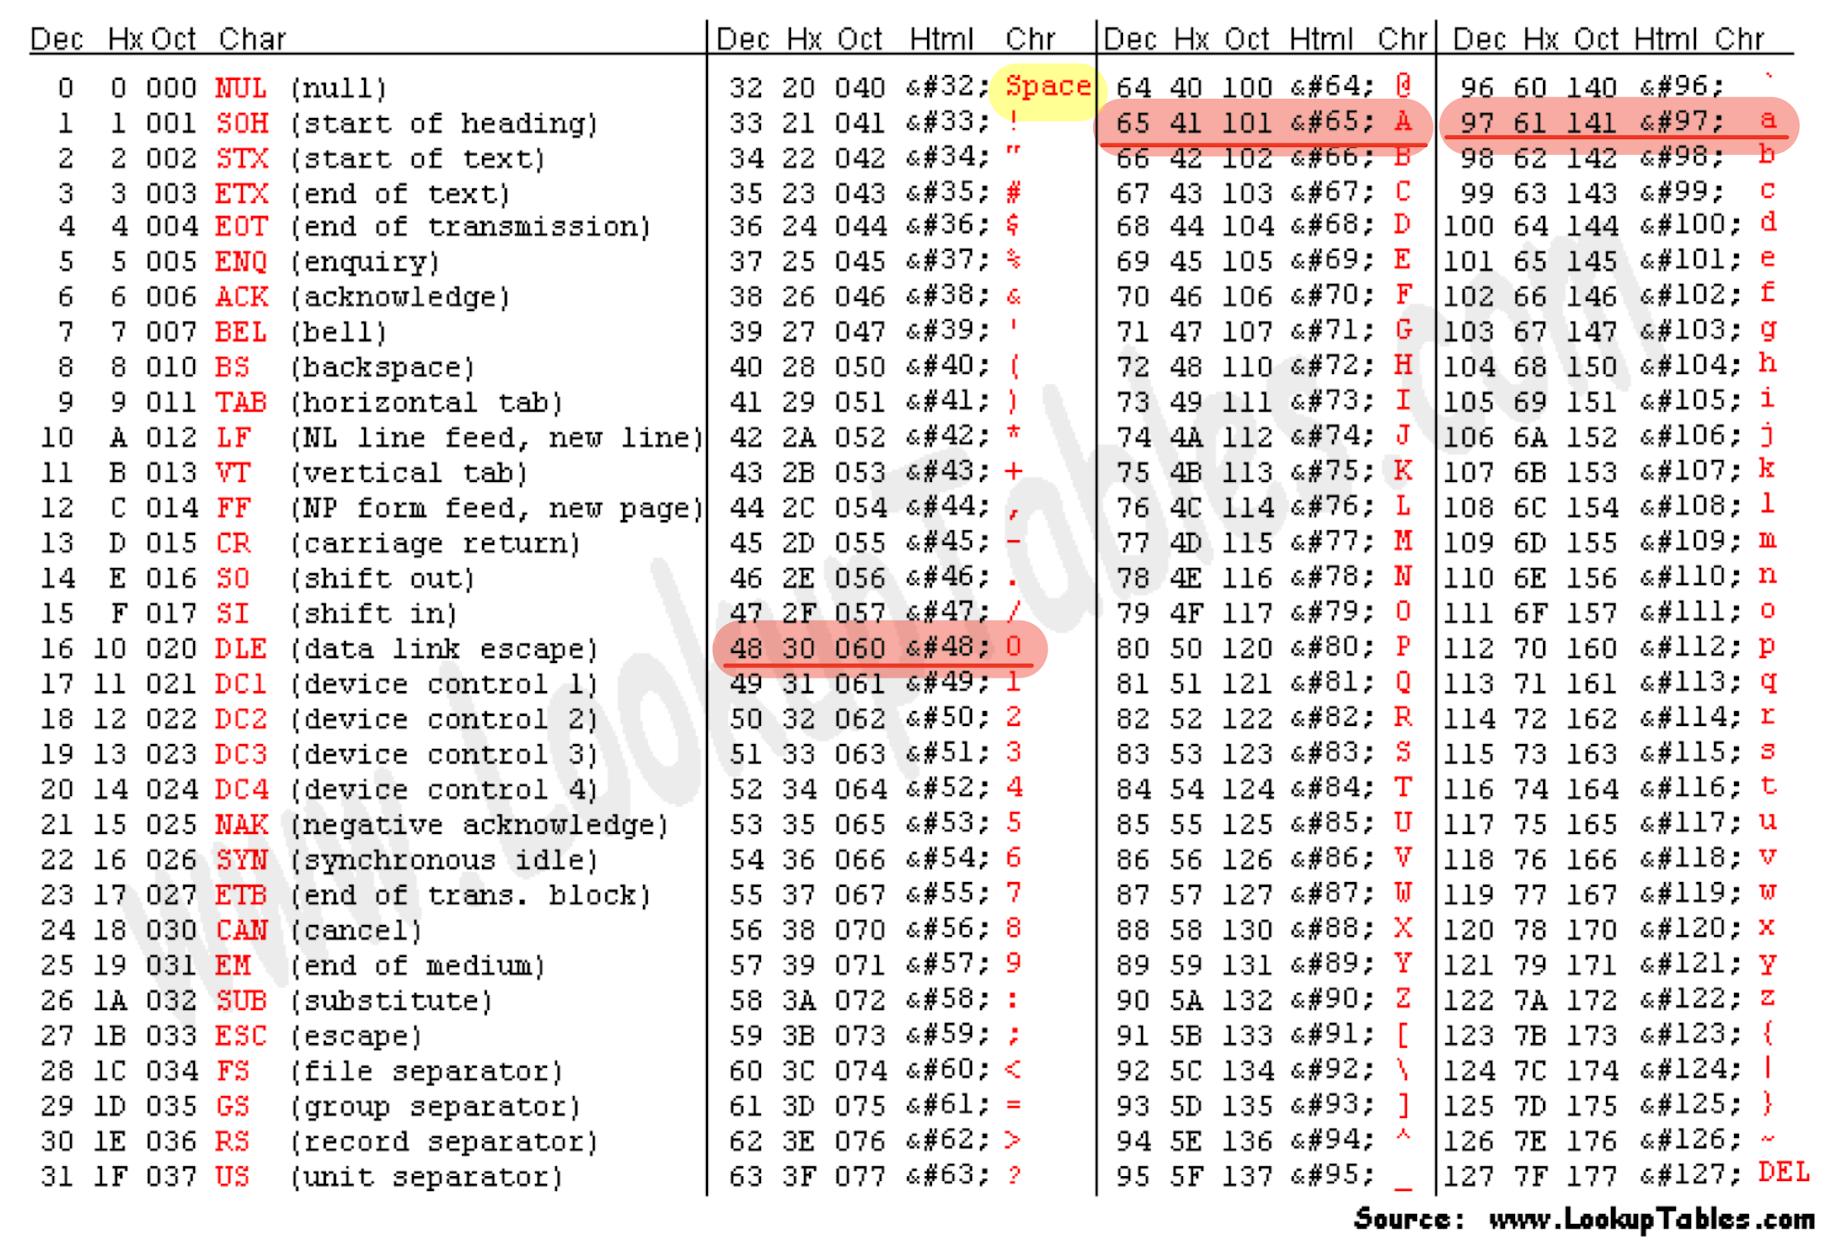 Dec Hx Oct Char Dec Hx Oct Html Chr Dec Hx Oct Html Chr Dec Hx Oct Html Chr
0 0 000 NUL (null) 32 20 040 &#32; Space 64 40 100 &#64; @ 96 60 140 &#96; `
1 1 001 SOH (start of heading) 33 21 041 &#33; ! 65 41 101 &#65; A 97 61 141 &#97; a
2 2 002 STX (start of text) 34 22 042 &#34; " 66 42 102 &#66; B 98 62 142 &#98; b
3 3 003 ETX (end of text) 35 23 043 &#35; # 67 43 103 &#67; C 99 63 143 &#99; c
4 4 004 EOT (end of transmission) 36 24 044 &#36; $ 68 44 104 &#68; D 100 64 144 &#100; d
5 5 005 ENQ (enquiry) 37 25 045 &#37; % 69 45 105 &#69; E 101 65 145 &#101; e
6 6 006 ACK (acknowledge) 38 26 046 &#38; & 70 46 106 &#70; F 102 66 146 &#102; f
7 7 007 BEL (bell) 39 27 047 &#39; ' 71 47 107 &#71; G 103 67 147 &#103; g
8 8 010 BS (backspace) 40 28 050 &#40; ( 72 48 110 &#72; H 104 68 150 &#104; h
9 9 011 TAB (horizontal tab) 41 29 051 &#41; ) 73 49 111 &#73; I 105 69 151 &#105; i
10 A 012 LF (NL line feed, new line) 42 2A 052 &#42; * 74 4A 112 &#74; J 106 6A 152 &#106; j
11 B 013 VT (vertical tab) 43 2B 053 &#43; + 75 4B 113 &#75; K 107 6B 153 &#107; k
12 C 014 FF (NP form feed, new page) 44 2C 054 &#44; , 76 4C 114 &#76; L 108 6C 154 &#108; l
13 D 015 CR (carriage return) 45 2D 055 &#45; - 77 4D 115 &#77; M 109 6D 155 &#109; m
14 E 016 SO (shift out) 46 2E 056 &#46; . 78 4E 116 &#78; N 110 6E 156 &#110; n
15 F 017 SI (shift in) 47 2F 057 &#47; / 79 4F 117 &#79; O 111 6F 157 &#111; o
16 10 020 DLE (data link escape) 48 30 060 &#48; 0 80 50 120 &#80; P 112 70 160 &#112; p
17 11 021 DC1 (device control 1) 49 31 061 &#49; 1 81 51 121 &#81; Q 113 71 161 &#113; q
18 12 022 DC2 (device control 2) 50 32 062 &#50; 2 82 52 122 &#82; R 114 72 162 &#114; r
19 13 023 DC3 (device control 3) 51 33 063 &#51; 3 83 53 123 &#83; S 115 73 163 &#115; s
20 14 024 DC4 (device control 4) 52 34 064 &#52; 4 84 54 124 &#84; T 116 74 164 &#116; t
21 15 025 NAK (negative acknowledge) 53 35 065 &#53; 5 85 55 125 &#85; U 117 75 165 &#117; u
22 16 026 SYN (synchronous idle) 54 36 066 &#54; 6 86 56 126 &#86; V 118 76 166 &#118; v
23 17 027 ETB (end of trans. block) 55 37 067 &#55; 7 87 57 127 &#87; W 119 77 167 &#119; w
24 18 030 CAN (cancel) 56 38 070 &#56; 8 88 58 130 &#88; X 120 78 170 &#120; x
25 19 031 EM (end of medium) 57 39 071 &#57; 9 89 59 131 &#89; Y 121 79 171 &#121; y
26 1A 032 SUB (substitute) 58 3A 072 &#58; : 90 5A 132 &#90; Z 122 7A 172 &#122; z
27 1B 033 ESC (escape) 59 3B 073 &#59; ; 91 5B 133 &#91; [ 123 7B 173 &#123; {
28 1C 034 FS (file separator) 60 3C 074 &#60; < 92 5C 134 &#92; \ 124 7C 174 &#124; |
29 1D 035 GS (group separator) 61 3D 075 &#61; = 93 5D 135 &#93; ] 125 7D 175 &#125; }
30 1E 036 RS (record separator) 62 3E 076 &#62; > 94 5E 136 &#94; ^ 126 7E 176 &#126; ~
31 1F 037 US (unit separator) 63 3F 077 &#63; ? 95 5F 137 &#95; _ 127 7F 177 &#127; DEL
Source: www.LookupTables.com
www.LookupTables.com